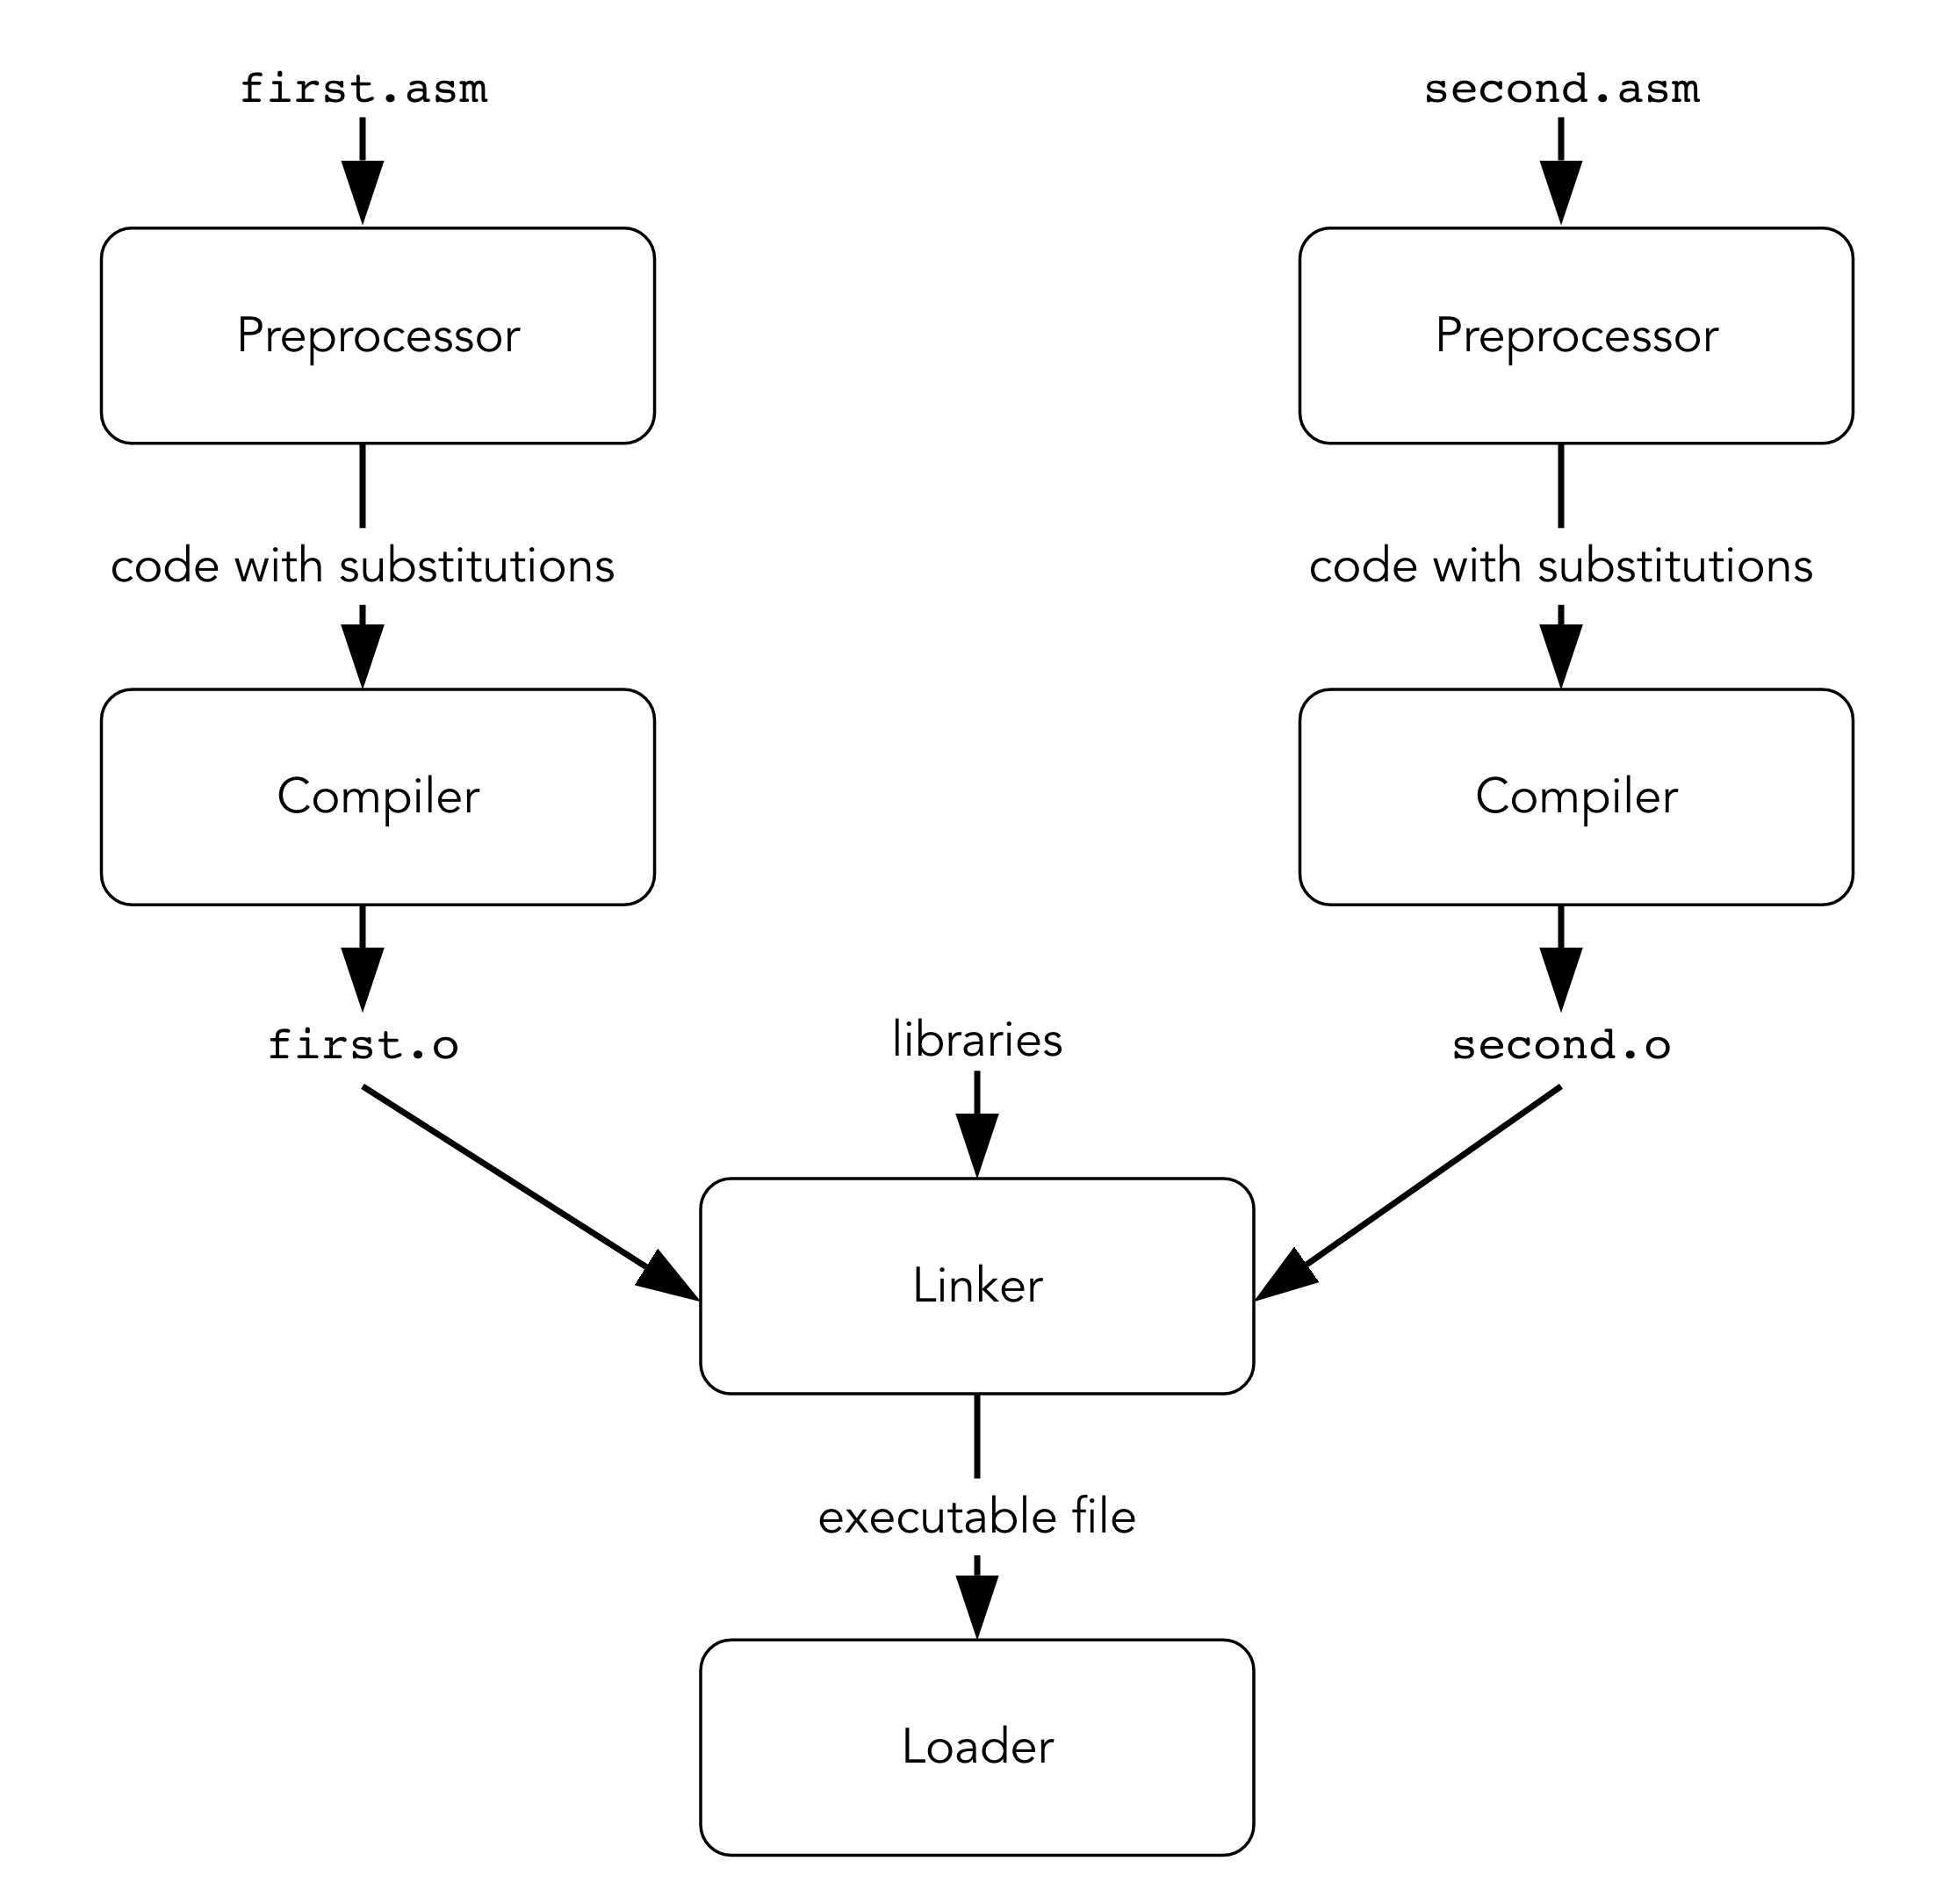 first.asm
second.asm
Preprocessor
Preprocessor
code with substitutions
code with substitutions
Compiler
Compiler
first.o
libraries
second.o
Linker
executable file
Loader